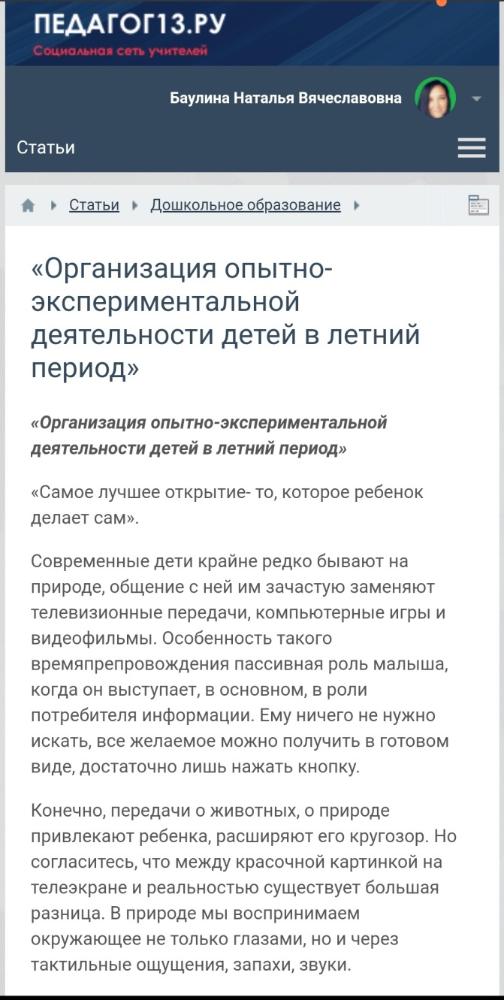 ПЕДАГОГ13.РУ
Социальная сеть учителей
Баулина Наталья Вячеславовна
Статьи
Статьи Дошкольное образование
«Организация опытно-
экспериментальной
деятельности детей в летний
период»
«Организация опытно-экспериментальной
деятельности детей в летний период»
«Самое лучшее открытие- то, которое ребенок
делает сам».
Современные дети крайне редко бывают на
природе, общение с ней им зачастую заменяют
телевизионные передачи, компьютерные игры и
видеофильмы. Особенность такого
времяпрепровождения пассивная роль малыша,
когда он выступает, в основном, в роли
потребителя информации. Ему ничего не нужно
искать, все желаемое можно получить в готовом
виде, достаточно лишь нажать кнопку.
Конечно, передачи о животных, о природе
привлекают ребенка, расширяют его кругозор. Но
согласитесь, что между красочной картинкой на
телеэкране и реальностью существует большая
разница. В природе мы воспринимаем
окружающее не только глазами, но и через
тактильные ощущения, запахи, звуки.